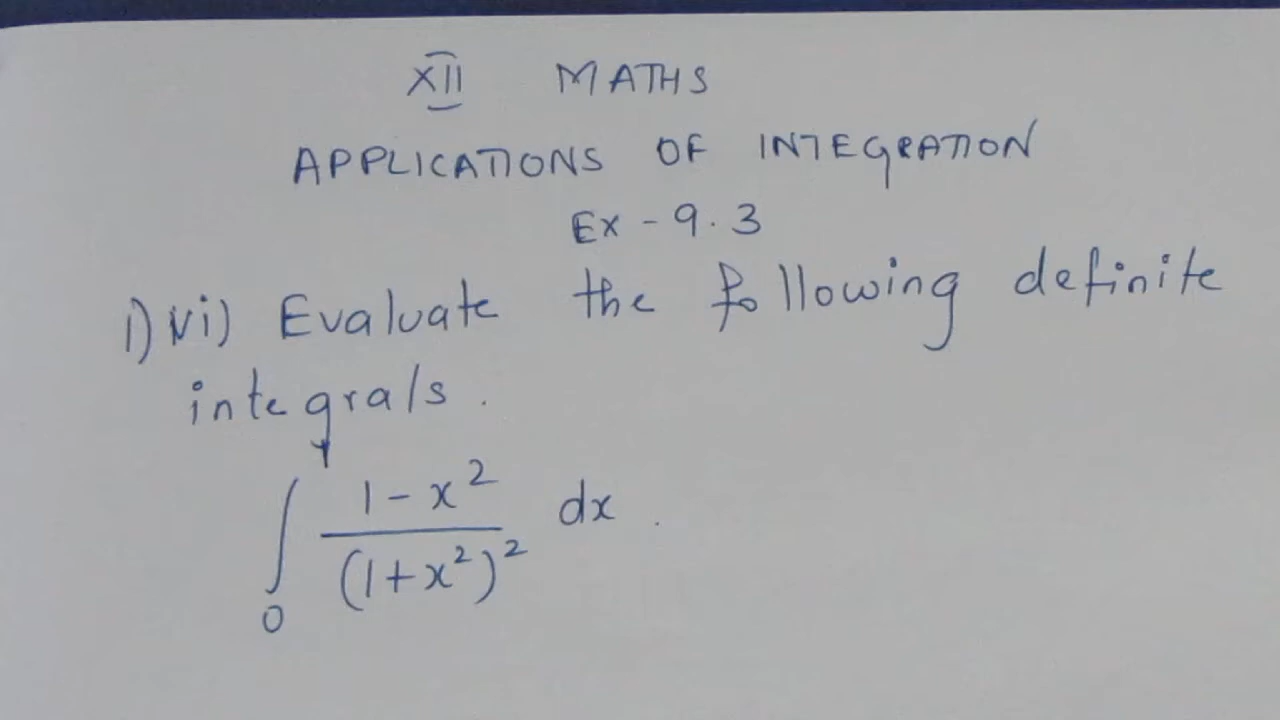 XII MATHS
APPLICATIONS OF INTEGRATION
Ex - 9.3
1) vi) Evaluate the following definite
integrals.
∫₀ (1 - x²)/(1+x²)² dx.